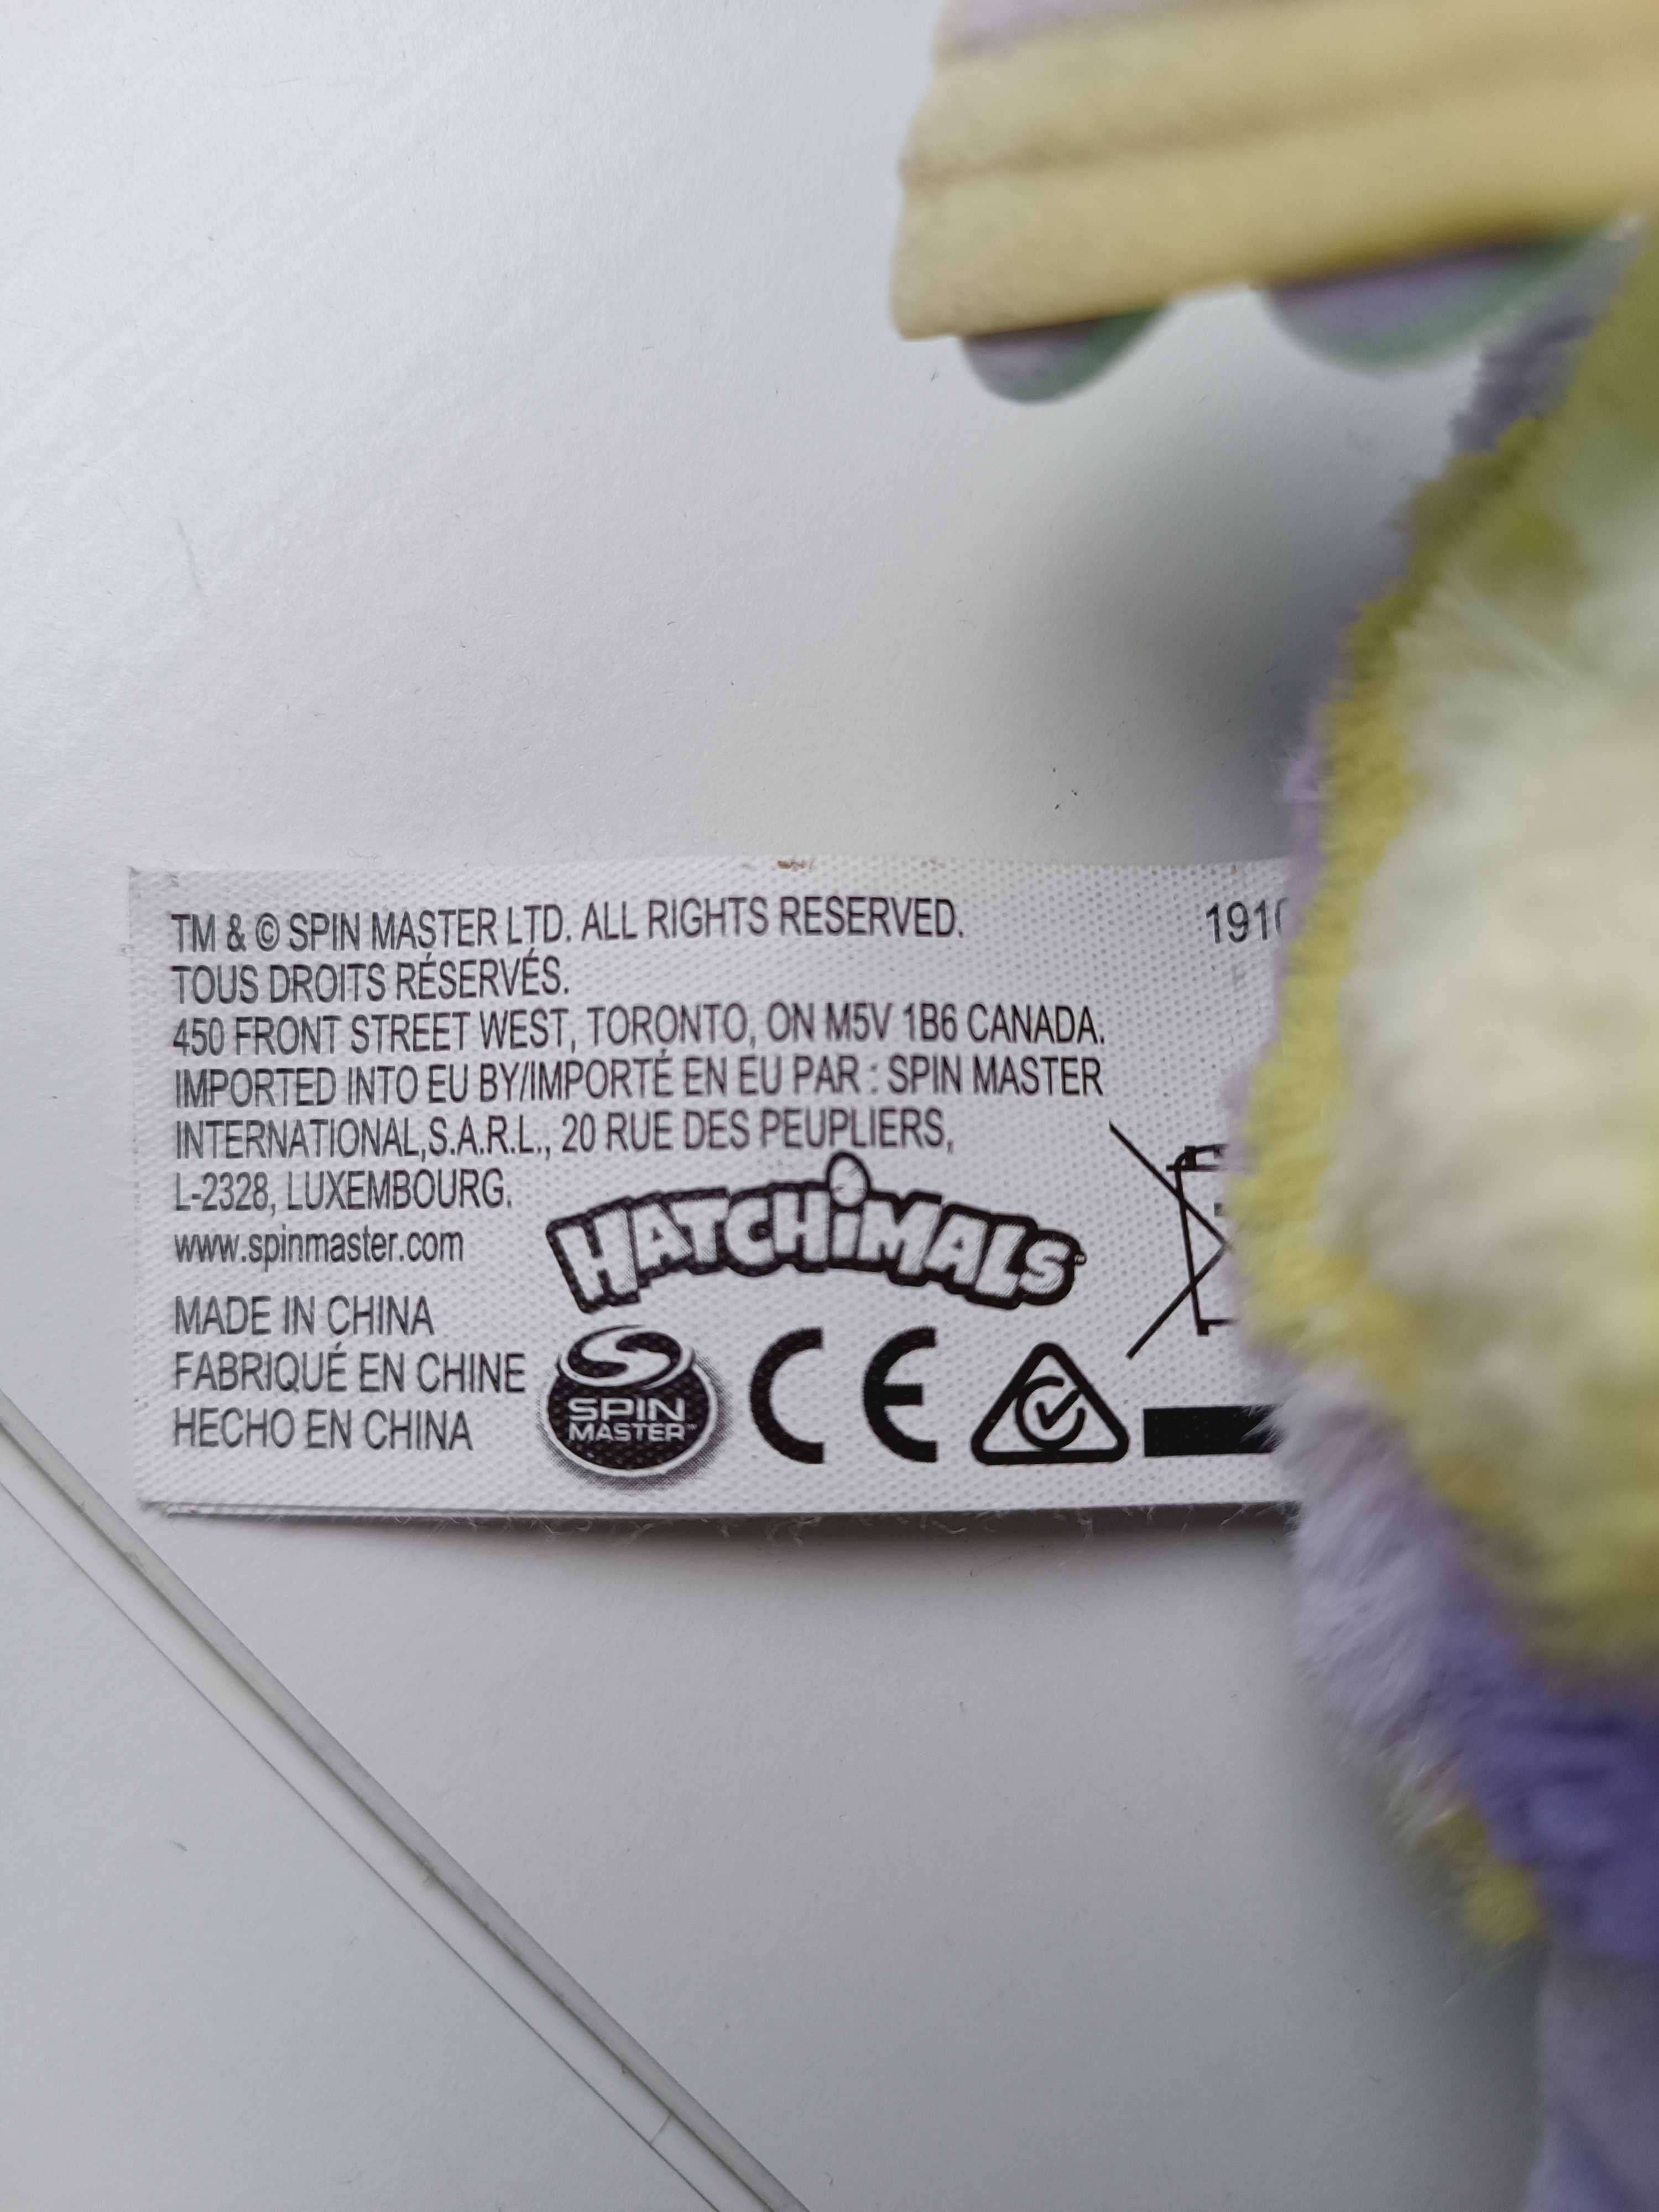 TM & © SPIN MASTER LTD. ALL RIGHTS RESERVED.
TOUS DROITS RÉSERVÉS.
450 FRONT STREET WEST, TORONTO, ON M5V 1B6 CANADA.
IMPORTED INTO EU BY/IMPORTÉ EN EU PAR : SPIN MASTER
INTERNATIONAL,S.A.R.L., 20 RUE DES PEUPLIERS,
L-2328, LUXEMBOURG.
www.spinmaster.com
HATCHiMALS
MADE IN CHINA
FABRIQUÉ EN CHINE
HECHO EN CHINA
SPIN
MASTER™
CE